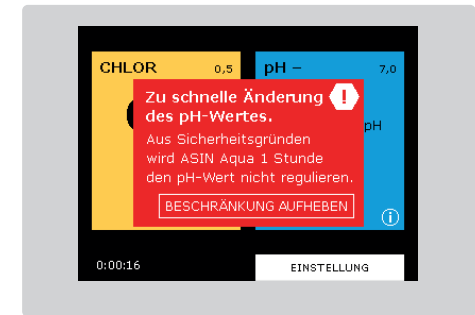 CHLOR 0,5 pH – 7,0
Zu schnelle Änderung
des pH-Wertes.
pH
Aus Sicherheitsgründen
wird ASIN Aqua 1 Stunde
den pH-Wert nicht regulieren.
BESCHRÄNKUNG AUFHEBEN
0:00:16 EINSTELLUNG